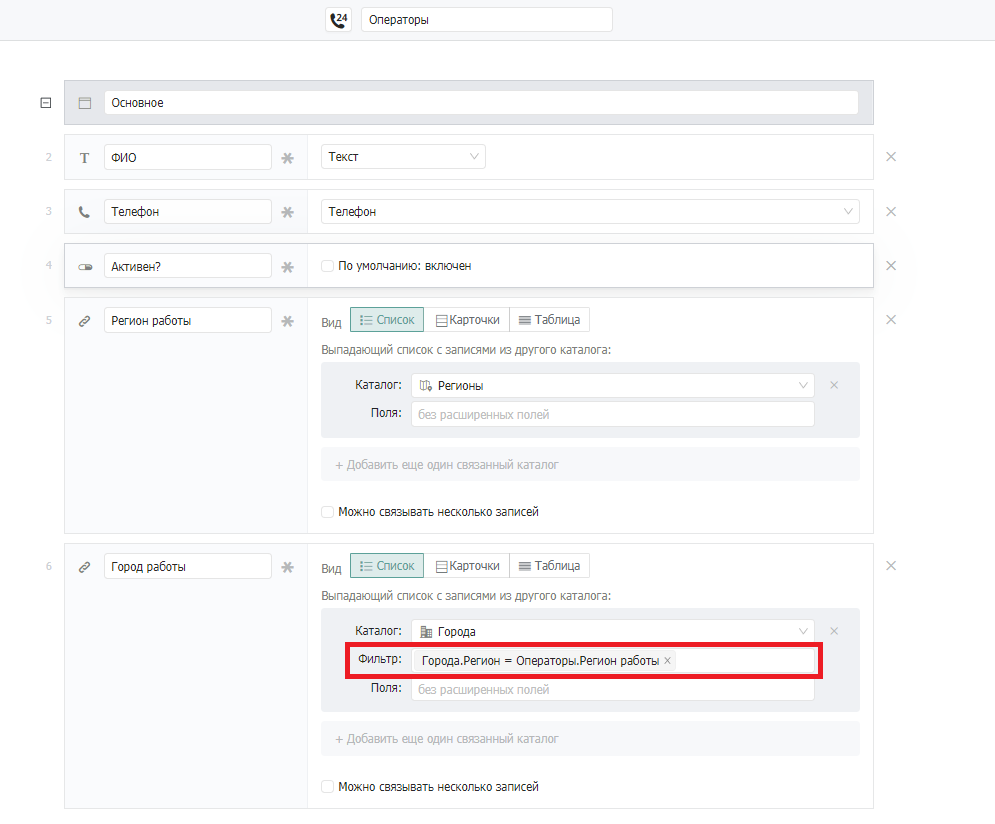 24 Операторы
Основное
2 T ФИО Текст
3 Телефон Телефон
4 Активен? По умолчанию: включен
5 Регион работы Вид Список Карточки Таблица
Выпадающий список с записями из другого каталога:
Каталог: Регионы
Поля: без расширенных полей
+ Добавить еще один связанный каталог
Можно связывать несколько записей
6 Город работы Вид Список Карточки Таблица
Выпадающий список с записями из другого каталога:
Каталог: Города
Фильтр: Города.Регион = Операторы.Регион работы ×
Поля: без расширенных полей
+ Добавить еще один связанный каталог
Можно связывать несколько записей